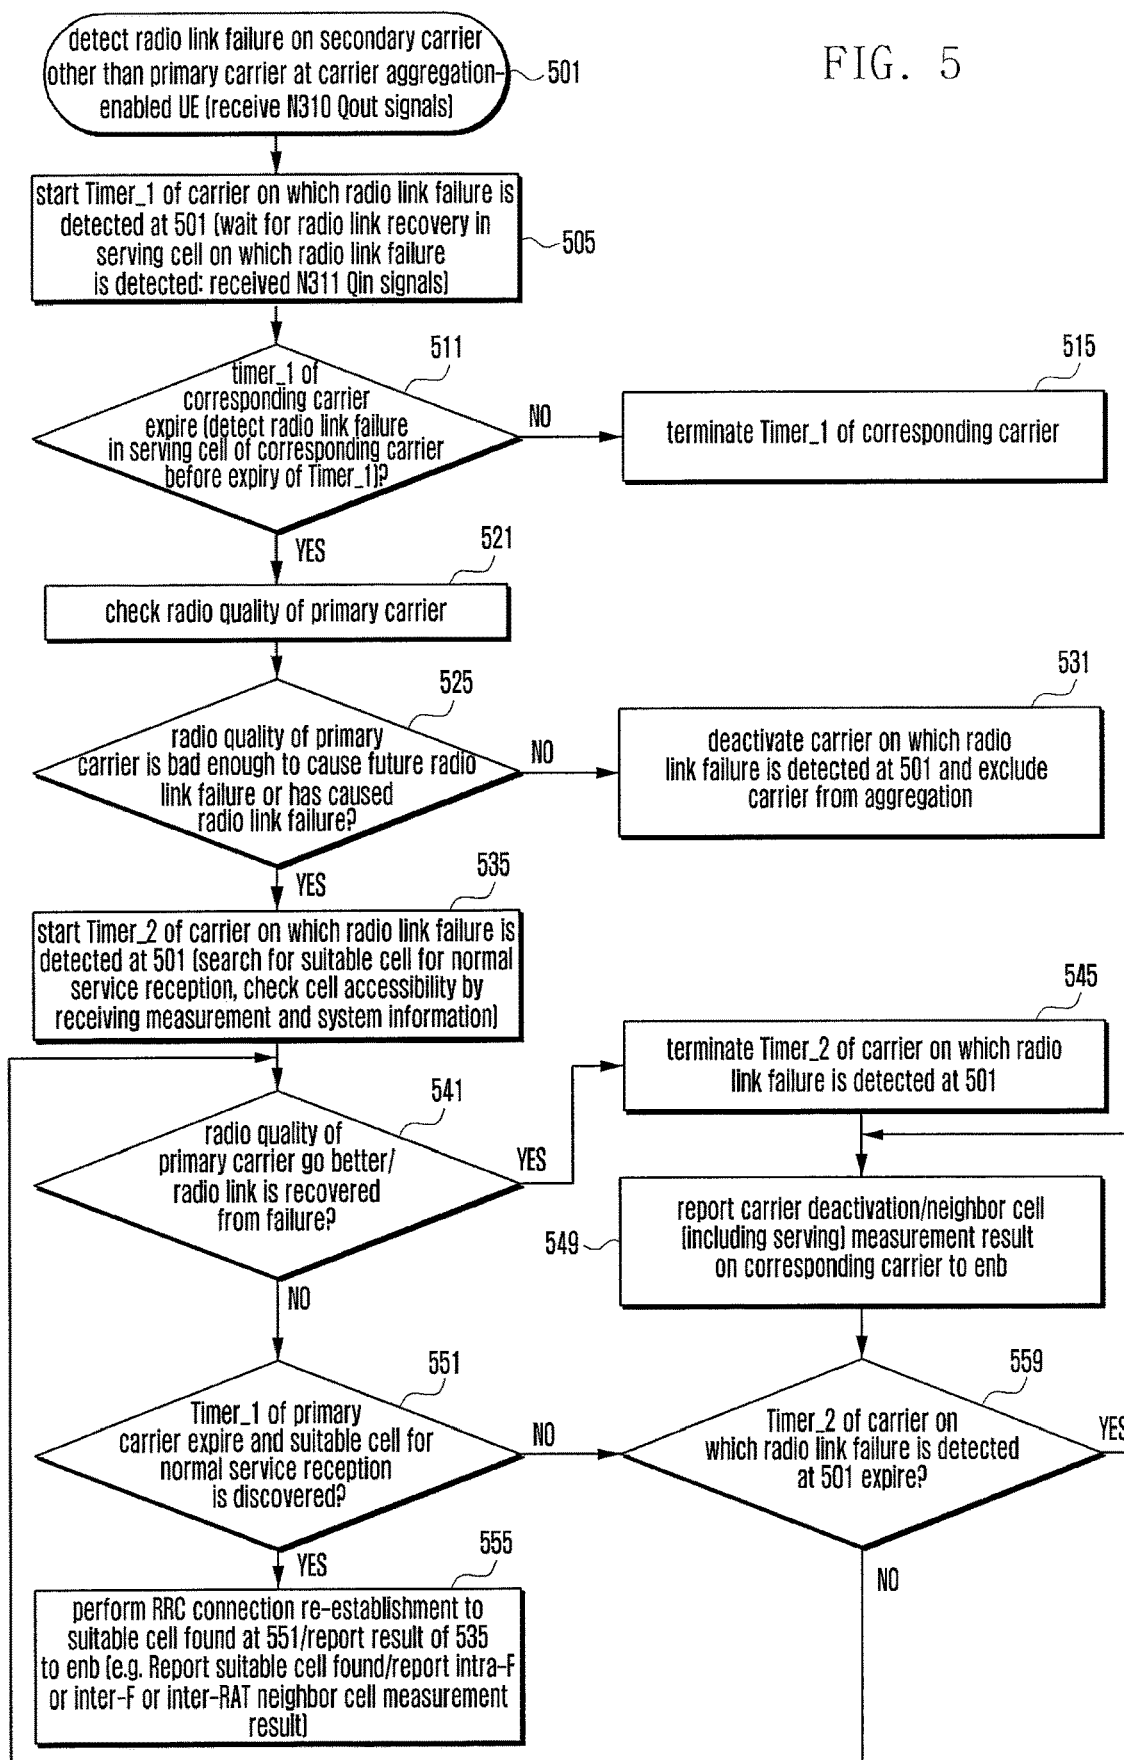 FIG. 5
detect radio link failure on secondary carrier
other than primary carrier at carrier aggregation-
enabled UE (receive N310 Qout signals)
501
start Timer_1 of carrier on which radio link failure is
detected at 501 (wait for radio link recovery in
serving cell on which radio link failure
is detected: received N311 Qin signals)
505
511
timer_1 of
corresponding carrier
expire (detect radio link failure
in serving cell of corresponding carrier
before expiry of Timer_1)?
NO
515
terminate Timer_1 of corresponding carrier
YES
521
check radio quality of primary carrier
525
radio quality of primary
carrier is bad enough to cause future radio
link failure or has caused
radio link failure?
NO
531
deactivate carrier on which radio
link failure is detected at 501 and exclude
carrier from aggregation
YES
535
start Timer_2 of carrier on which radio link failure is
detected at 501 (search for suitable cell for normal
service reception, check cell accessibility by
receiving measurement and system information)
545
terminate Timer_2 of carrier on which radio
link failure is detected at 501
541
radio quality of
primary carrier go better/
radio link is recovered
from failure?
YES
549
report carrier deactivation/neighbor cell
(including serving) measurement result
on corresponding carrier to enb
NO
551
Timer_1 of primary
carrier expire and suitable cell for
normal service reception
is discovered?
NO
559
Timer_2 of carrier on
which radio link failure is detected
at 501 expire?
YES
NO
YES
555
perform RRC connection re-establishment to
suitable cell found at 551/report result of 535
to enb (e.g. Report suitable cell found/report intra-F
or inter-F or inter-RAT neighbor cell measurement
result)